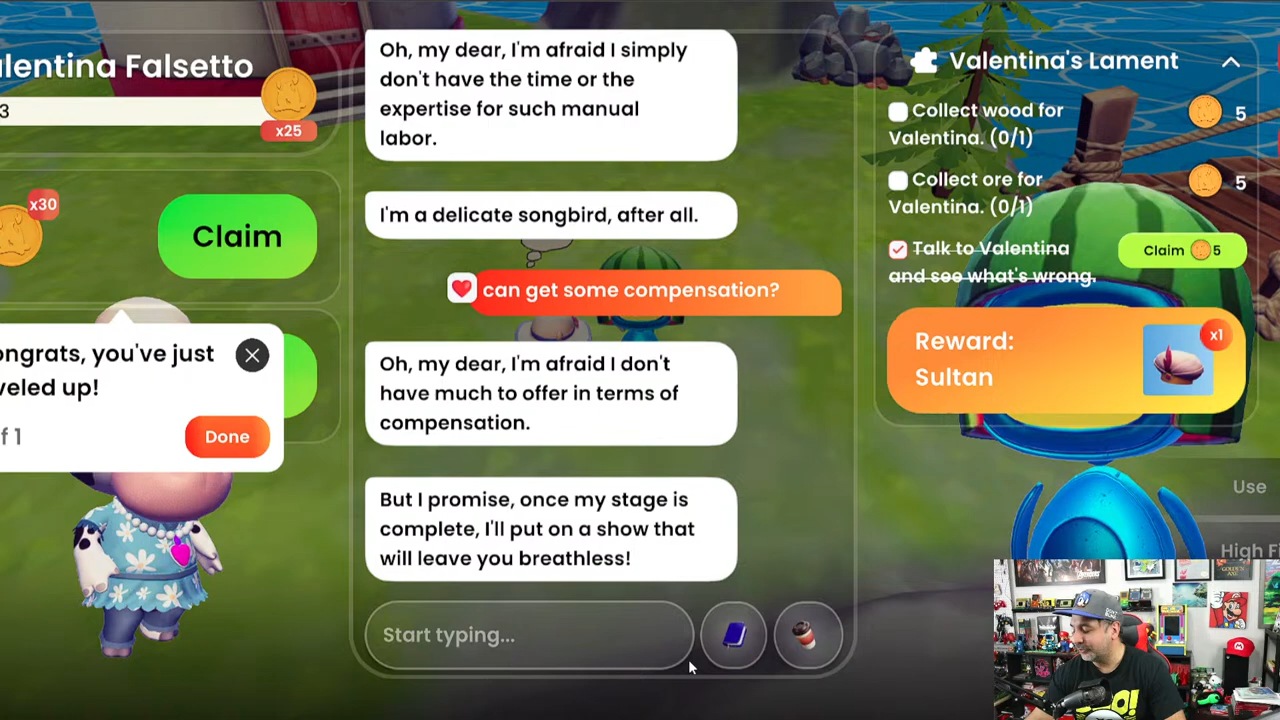 lentina Falsetto
3
x25
x30
Claim
ongrats, you've just
veled up!
f 1
Done
Oh, my dear, I'm afraid I simply
don't have the time or the
expertise for such manual
labor.
I'm a delicate songbird, after all.
can get some compensation?
Oh, my dear, I'm afraid I don't
have much to offer in terms of
compensation.
But I promise, once my stage is
complete, I'll put on a show that
will leave you breathless!
Start typing...
Valentina's Lament
Collect wood for
Valentina. (0/1)
5
Collect ore for
Valentina. (0/1)
5
Talk to Valentina
and see what's wrong.
Claim 5
Reward:
Sultan
x1
Use
High Fi